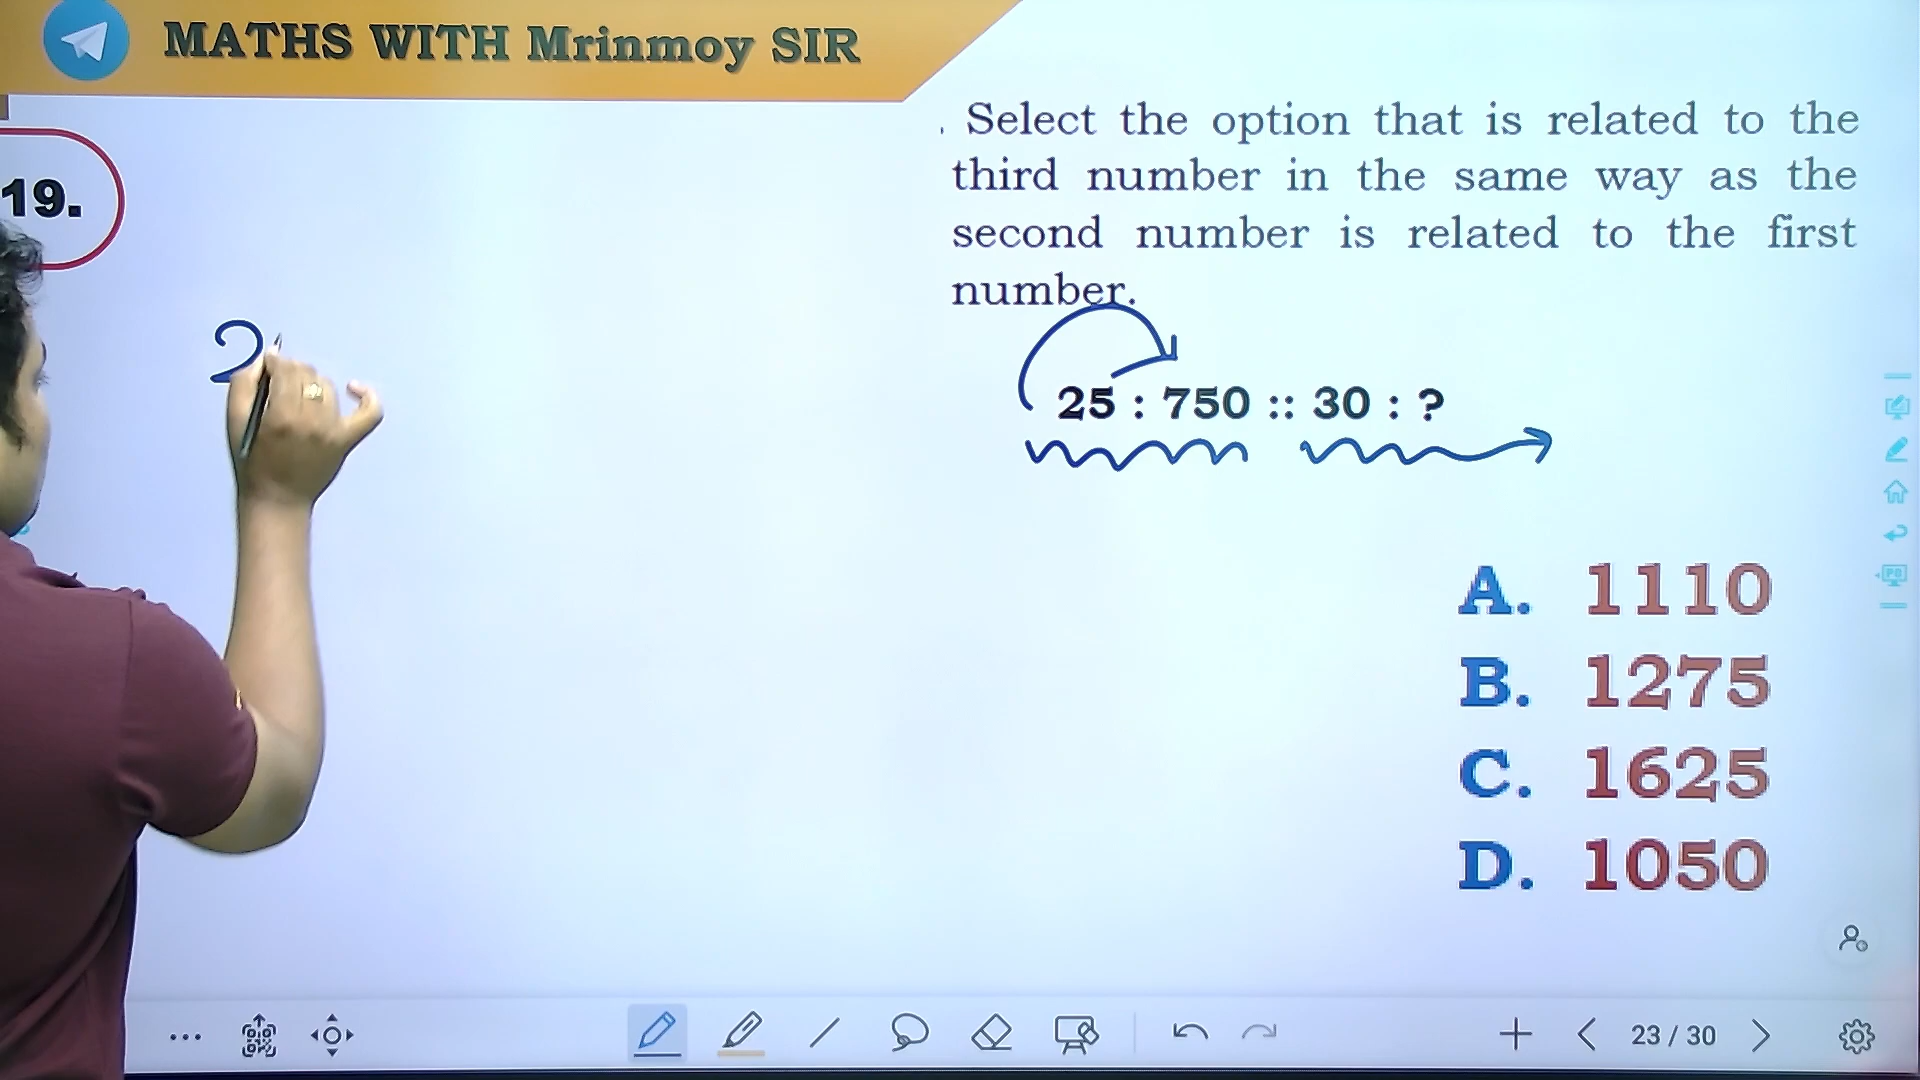 MATHS WITH Mrinmoy SIR
19.
. Select the option that is related to the
third number in the same way as the
second number is related to the first
number.
2
25 : 750 :: 30 : ?
A. 1110
B. 1275
C. 1625
D. 1050
23 / 30